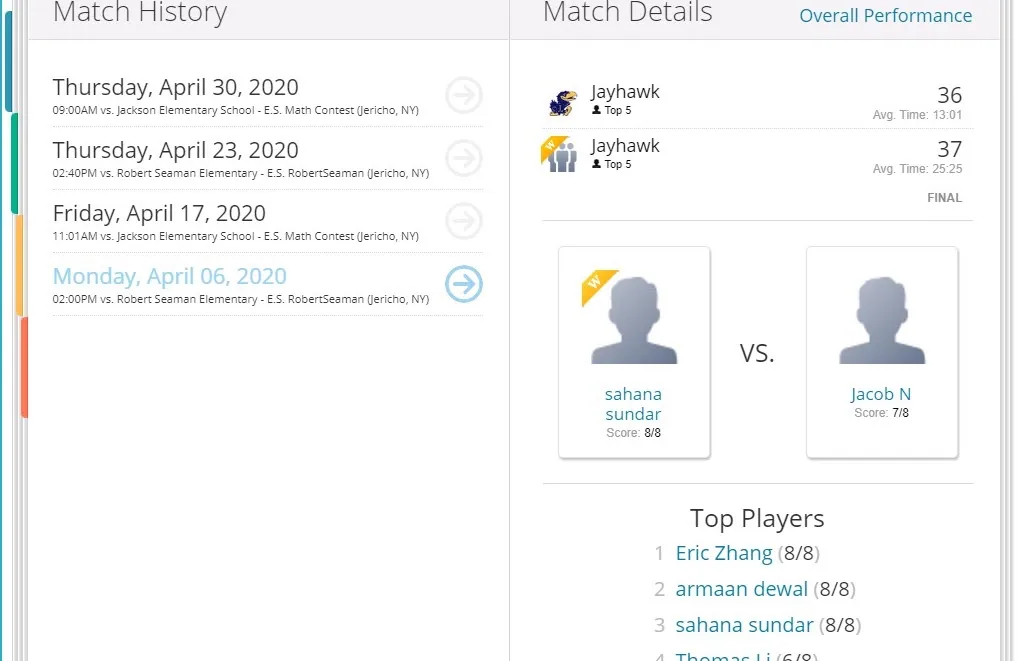 Match History
Thursday, April 30, 2020
09:00AM vs. Jackson Elementary School - E.S. Math Contest (Jericho, NY)
Thursday, April 23, 2020
02:40PM vs. Robert Seaman Elementary - E.S. RobertSeaman (Jericho, NY)
Friday, April 17, 2020
11:01AM vs. Jackson Elementary School - E.S. Math Contest (Jericho, NY)
Monday, April 06, 2020
02:00PM vs. Robert Seaman Elementary - E.S. RobertSeaman (Jericho, NY)
Match Details
Overall Performance
Jayhawk
Top 5
36
Avg. Time: 13:01
W
Jayhawk
Top 5
37
Avg. Time: 25:25
FINAL
W
sahana
sundar
Score: 8/8
VS.
Jacob N
Score: 7/8
Top Players
1 Eric Zhang (8/8)
2 armaan dewal (8/8)
3 sahana sundar (8/8)
4 Thomas Li (6/8)